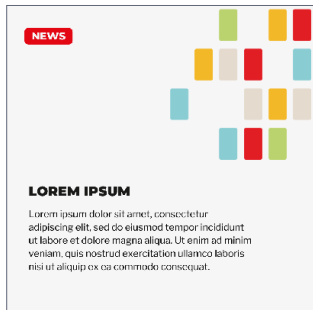 NEWS
LOREM IPSUM
Lorem ipsum dolor sit amet, consectetur
adipiscing elit, sed do eiusmod tempor incididunt
ut labore et dolore magna aliqua. Ut enim ad minim
veniam, quis nostrud exercitation ullamco laboris
nisi ut aliquip ex ea commodo consequat.